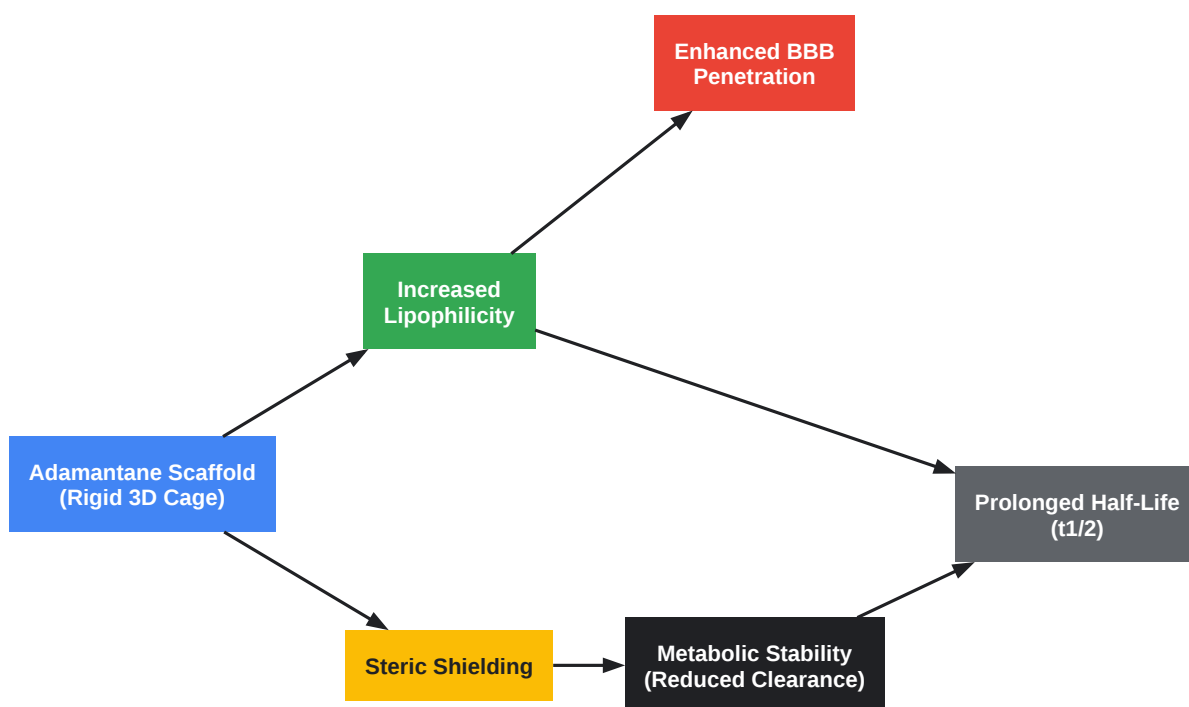 Enhanced BBB
Penetration
Increased
Lipophilicity
Adamantane Scaffold
(Rigid 3D Cage)
Prolonged Half-Life
(t1/2)
Steric Shielding
Metabolic Stability
(Reduced Clearance)